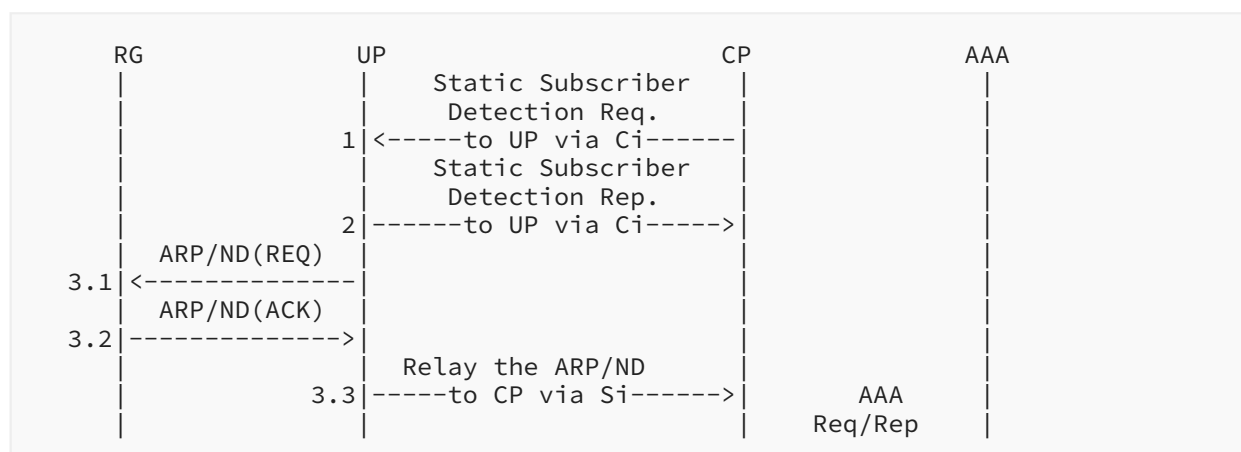 RG                UP                         CP               AAA
|                 |     Static Subscriber    |                |
|                 |      Detection Req.      |                |
|                1|<-----to UP via Ci------|                |
|                 |     Static Subscriber    |                |
|                 |      Detection Rep.      |                |
|                2|------to UP via Ci----->|                |
|   ARP/ND(REQ)   |                          |                |
3.1|<---------------|                          |                |
|   ARP/ND(ACK)   |                          |                |
3.2|-------------->|                          |                |
|                 |   Relay the ARP/ND       |                |
|              3.3|-----to CP via Si------>|      AAA       |
|                 |                          |    Req/Rep     |